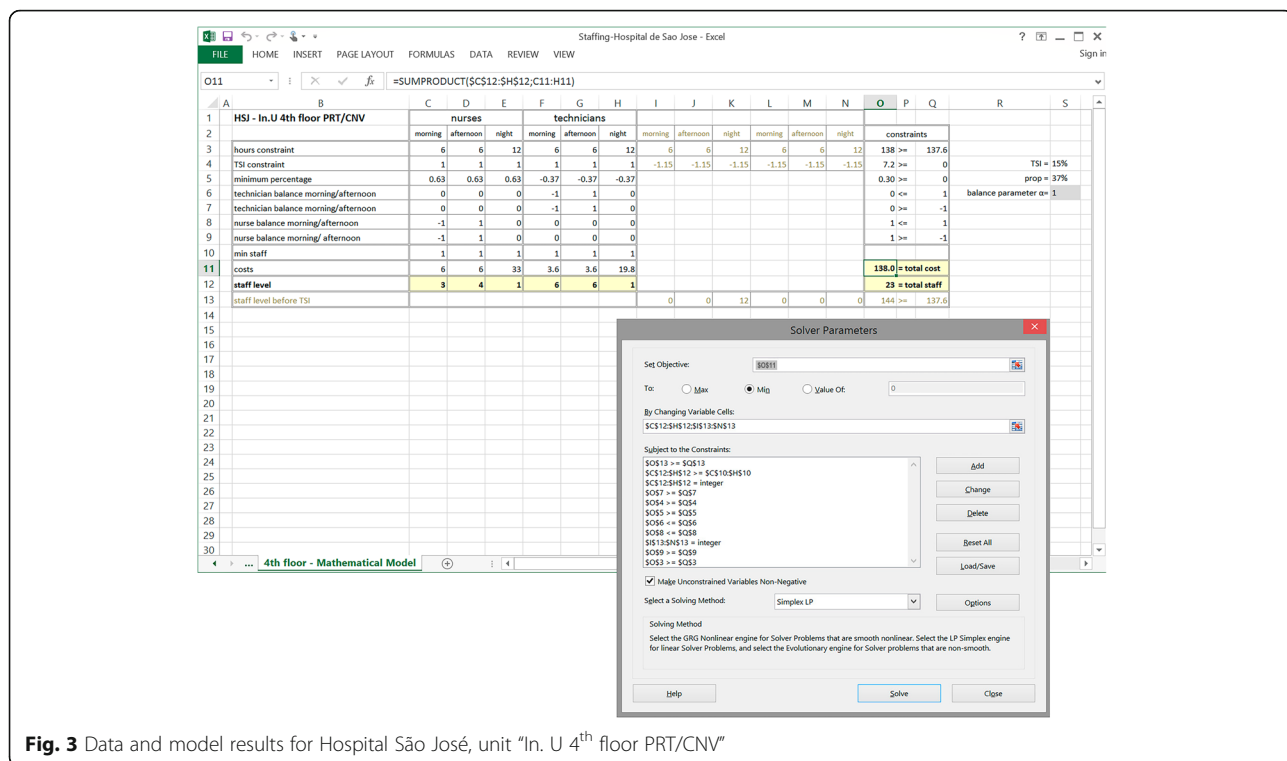 Staffing-Hospital de Sao Jose - Excel
FILE HOME INSERT PAGE LAYOUT FORMULAS DATA REVIEW VIEW Sign in
O11 fx =SUMPRODUCT($C$12:$H$12;C11:H11)
A B C D E F G H I J K L M N O P Q R S
1 HSJ - In.U 4th floor PRT/CNV nurses technicians
2 morning afternoon night morning afternoon night morning afternoon night morning afternoon night constraints
3 hours constraint 6 6 12 6 6 12 6 6 12 6 6 12 138 >= 137.6
4 TSI constraint 1 1 1 1 1 1 -1.15 -1.15 -1.15 -1.15 -1.15 -1.15 7.2 >= 0 TSI = 15%
5 minimum percentage 0.63 0.63 0.63 -0.37 -0.37 -0.37 0.30 >= 0 prop = 37%
6 technician balance morning/afternoon 0 0 0 -1 1 0 0 <= 1 balance parameter α= 1
7 technician balance morning/afternoon 0 0 0 -1 1 0 0 >= -1
8 nurse balance morning/afternoon -1 1 0 0 0 0 1 <= 1
9 nurse balance morning/ afternoon -1 1 0 0 0 0 1 >= -1
10 min staff 1 1 1 1 1 1
11 costs 6 6 33 3.6 3.6 19.8 138.0 = total cost
12 staff level 3 4 1 6 6 1 23 = total staff
13 staff level before TSI 0 0 12 0 0 0 144 >= 137.6
14
15
16
17
18
19
20
21
22
23
24
25
26
27
28
29
30
... 4th floor - Mathematical Model
Solver Parameters
Set Objective: $O$11
To: Max Min Value Of: 0
By Changing Variable Cells:
$C$12:$H$12;$I$13:$N$13
Subject to the Constraints:
$O$13 >= $Q$13
$C$12:$H$12 >= $C$10:$H$10
$C$12:$H$12 = integer
$O$7 >= $Q$7
$O$4 >= $Q$4
$O$5 >= $Q$5
$O$6 <= $Q$6
$O$8 <= $Q$8
$I$13:$N$13 = integer
$O$9 >= $Q$9
$O$3 >= $Q$3
Add
Change
Delete
Reset All
Load/Save
Make Unconstrained Variables Non-Negative
Select a Solving Method: Simplex LP Options
Solving Method
Select the GRG Nonlinear engine for Solver Problems that are smooth nonlinear. Select the LP Simplex engine
for linear Solver Problems, and select the Evolutionary engine for Solver problems that are non-smooth.
Help Solve Close
Fig. 3 Data and model results for Hospital São José, unit “In. U 4th floor PRT/CNV”